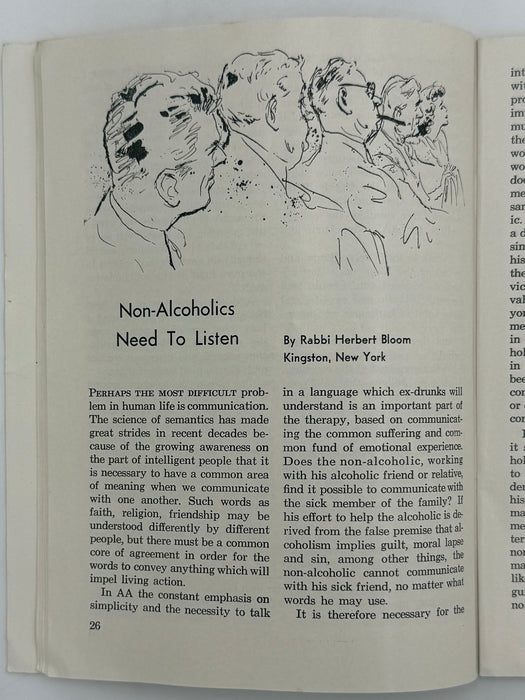 Non-Alcoholics
Need To Listen
By Rabbi Herbert Bloom
Kingston, New York
PERHAPS THE MOST DIFFICULT prob-
lem in human life is communication.
The science of semantics has made
great strides in recent decades be-
cause of the growing awareness on
the part of intelligent people that it
is necessary to have a common area
of meaning when we communicate
with one another. Such words as
faith, religion, friendship may be
understood differently by different
people, but there must be a common
core of agreement in order for the
words to convey anything which will
impel living action.
In AA the constant emphasis on
simplicity and the necessity to talk
26
in a language which ex-drunks will
understand is an important part of
the therapy, based on communicat-
ing the common suffering and com-
mon fund of emotional experience.
Does the non-alcoholic, working
with his alcoholic friend or relative,
find it possible to communicate with
the sick member of the family? If
his effort to help the alcoholic is de-
rived from the false premise that al-
coholism implies guilt, moral lapse
and sin, among other things, the
non-alcoholic cannot communicate
with his sick friend, no matter what
words he may use.
It is therefore necessary for the